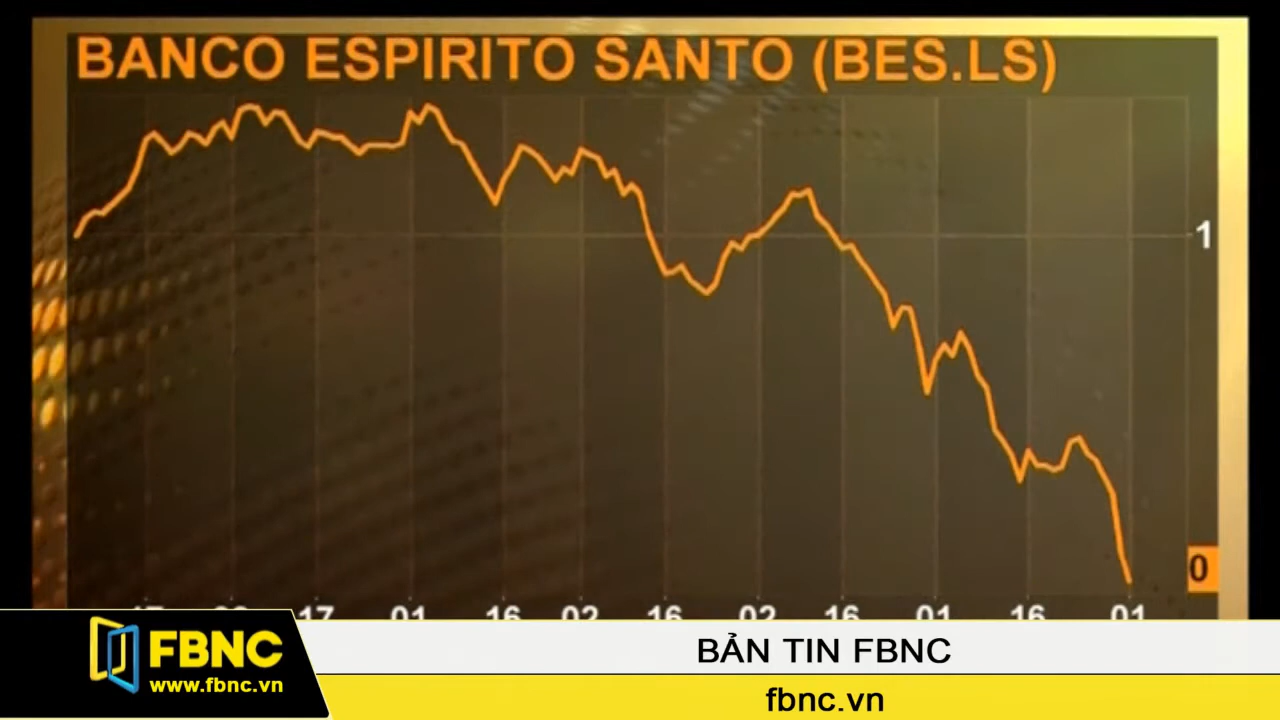 BANCO ESPIRITO SANTO (BES.LS)
1
0
17 01 16 02 16 02 16 01 16 01
FBNC
www.fbnc.vn
BẢN TIN FBNC
fbnc.vn